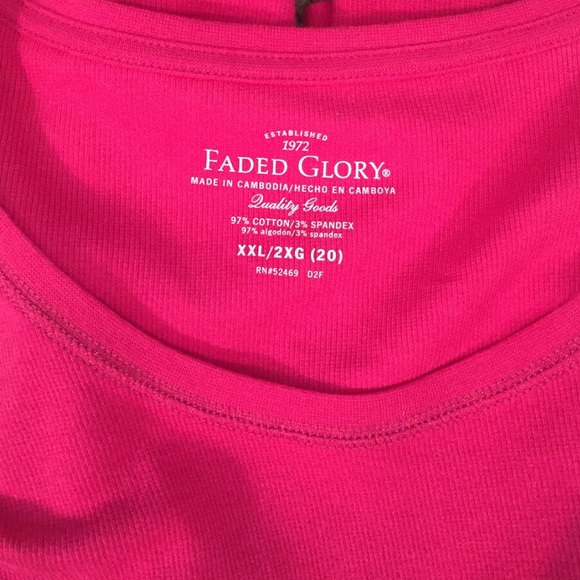 ESTABLISHED
1972
FADED GLORY®
MADE IN CAMBODIA/HECHO EN CAMBOYA
Quality Goods
97% COTTON/3% SPANDEX
97% algodón/3% spandex
XXL/2XG (20)
RN#52469 D2F